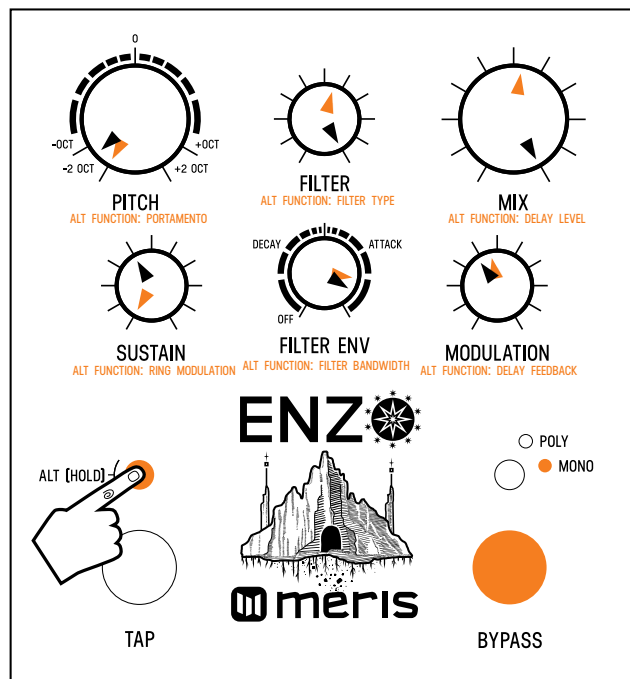 0
-OCT
+OCT
-2 OCT
+2 OCT
PITCH
ALT FUNCTION: PORTAMENTO
FILTER
ALT FUNCTION: FILTER TYPE
MIX
ALT FUNCTION: DELAY LEVEL
DECAY
ATTACK
OFF
SUSTAIN
ALT FUNCTION: RING MODULATION
FILTER ENV
ALT FUNCTION: FILTER BANDWIDTH
MODULATION
ALT FUNCTION: DELAY FEEDBACK
ENZO
POLY
MONO
ALT (HOLD)
meris
TAP
BYPASS